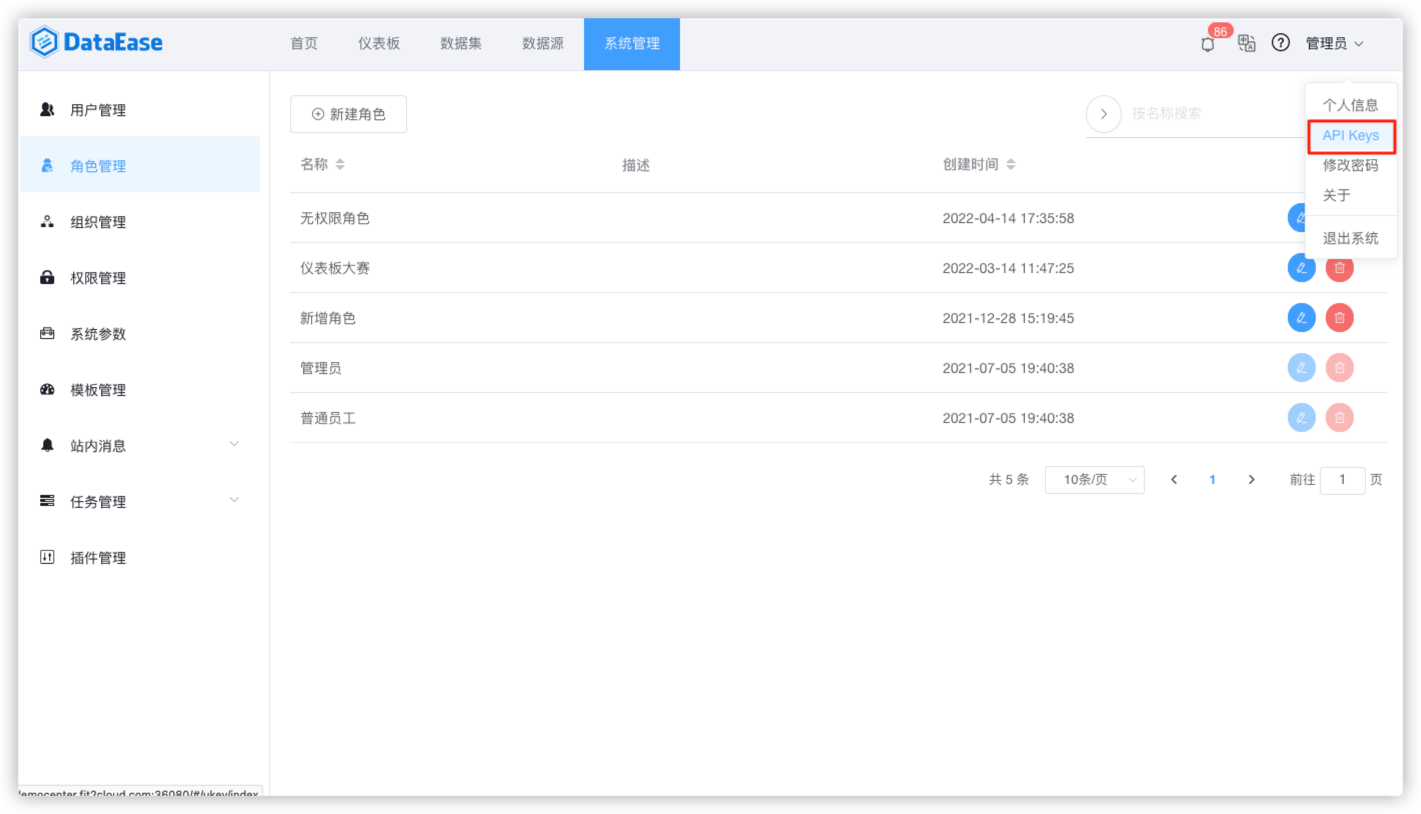 DataEase
首页 仪表板 数据集 数据源 系统管理 86 管理员
用户管理
角色管理
组织管理
权限管理
系统参数
模板管理
站内消息
任务管理
插件管理
新建角色 按名称搜索
个人信息
API Keys
修改密码
关于
退出系统
名称 描述 创建时间
无权限角色 2022-04-14 17:35:58
仪表板大赛 2022-03-14 11:47:25
新增角色 2021-12-28 15:19:45
管理员 2021-07-05 19:40:38
普通员工 2021-07-05 19:40:38
共 5 条 10条/页 1 前往 1 页
emocenter.fit2cloud.com:36080/#/ukey/index